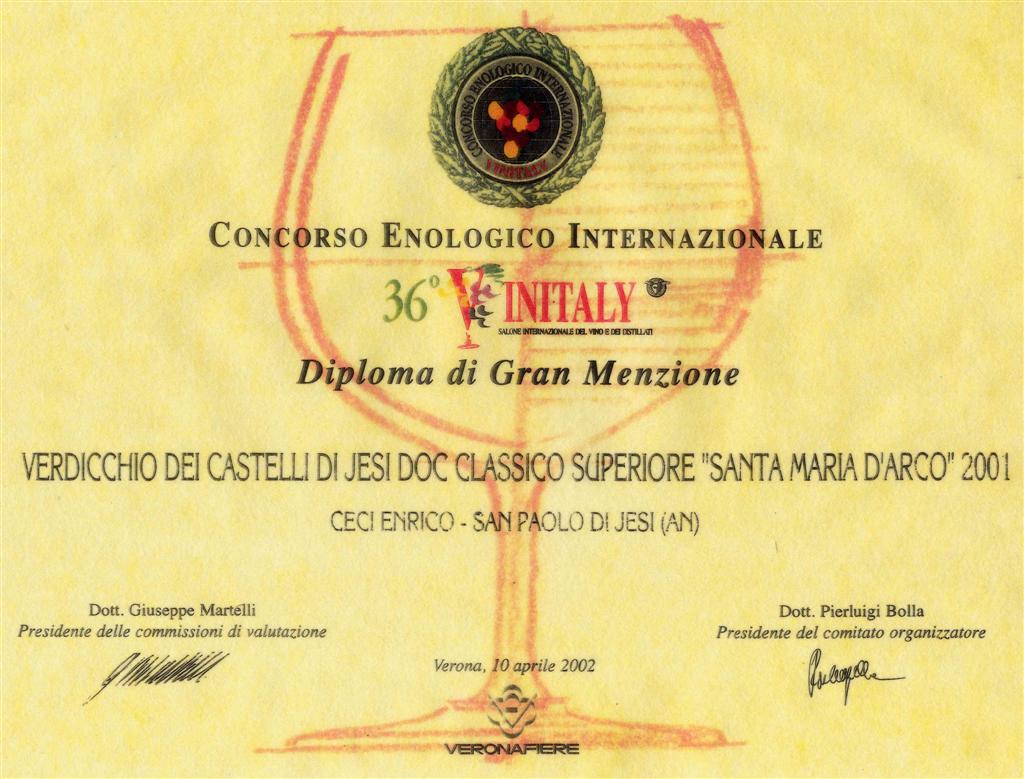 CONCORSO ENOLOGICO INTERNAZIONALE
VINITALY
CONCORSO ENOLOGICO INTERNAZIONALE
36° VINITALY
SALONE INTERNAZIONALE DEL VINO E DEI DISTILLATI
Diploma di Gran Menzione
VERDICCHIO DEI CASTELLI DI JESI DOC CLASSICO SUPERIORE "SANTA MARIA D'ARCO" 2001
CECI ENRICO - SAN PAOLO DI JESI (AN)
Dott. Giuseppe Martelli
Presidente delle commissioni di valutazione
Dott. Pierluigi Bolla
Presidente del comitato organizzatore
Verona, 10 aprile 2002
VERONAFIERE